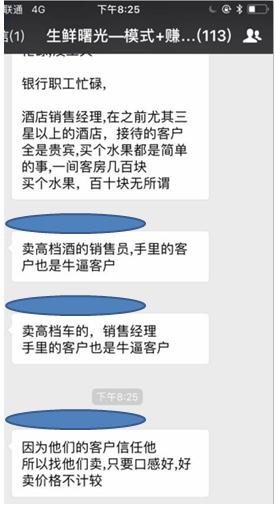 联通 4G 下午8:25
信(1) 生鲜曙光—模式+赚...(113)
银行职工忙碌,
酒店销售经理,在之前尤其三
星以上的酒店，接待的客户
全是贵宾,买个水果都是简单
的事,一间客房几百块
买个水果，百十块无所谓
卖高档酒的销售员,手里的客
户也是牛逼客户
卖高档车的，销售经理
手里的客户也是牛逼客户
下午8:25
因为他们的客户信任他
所以找他们卖,只要口感好,好
卖价格不计较